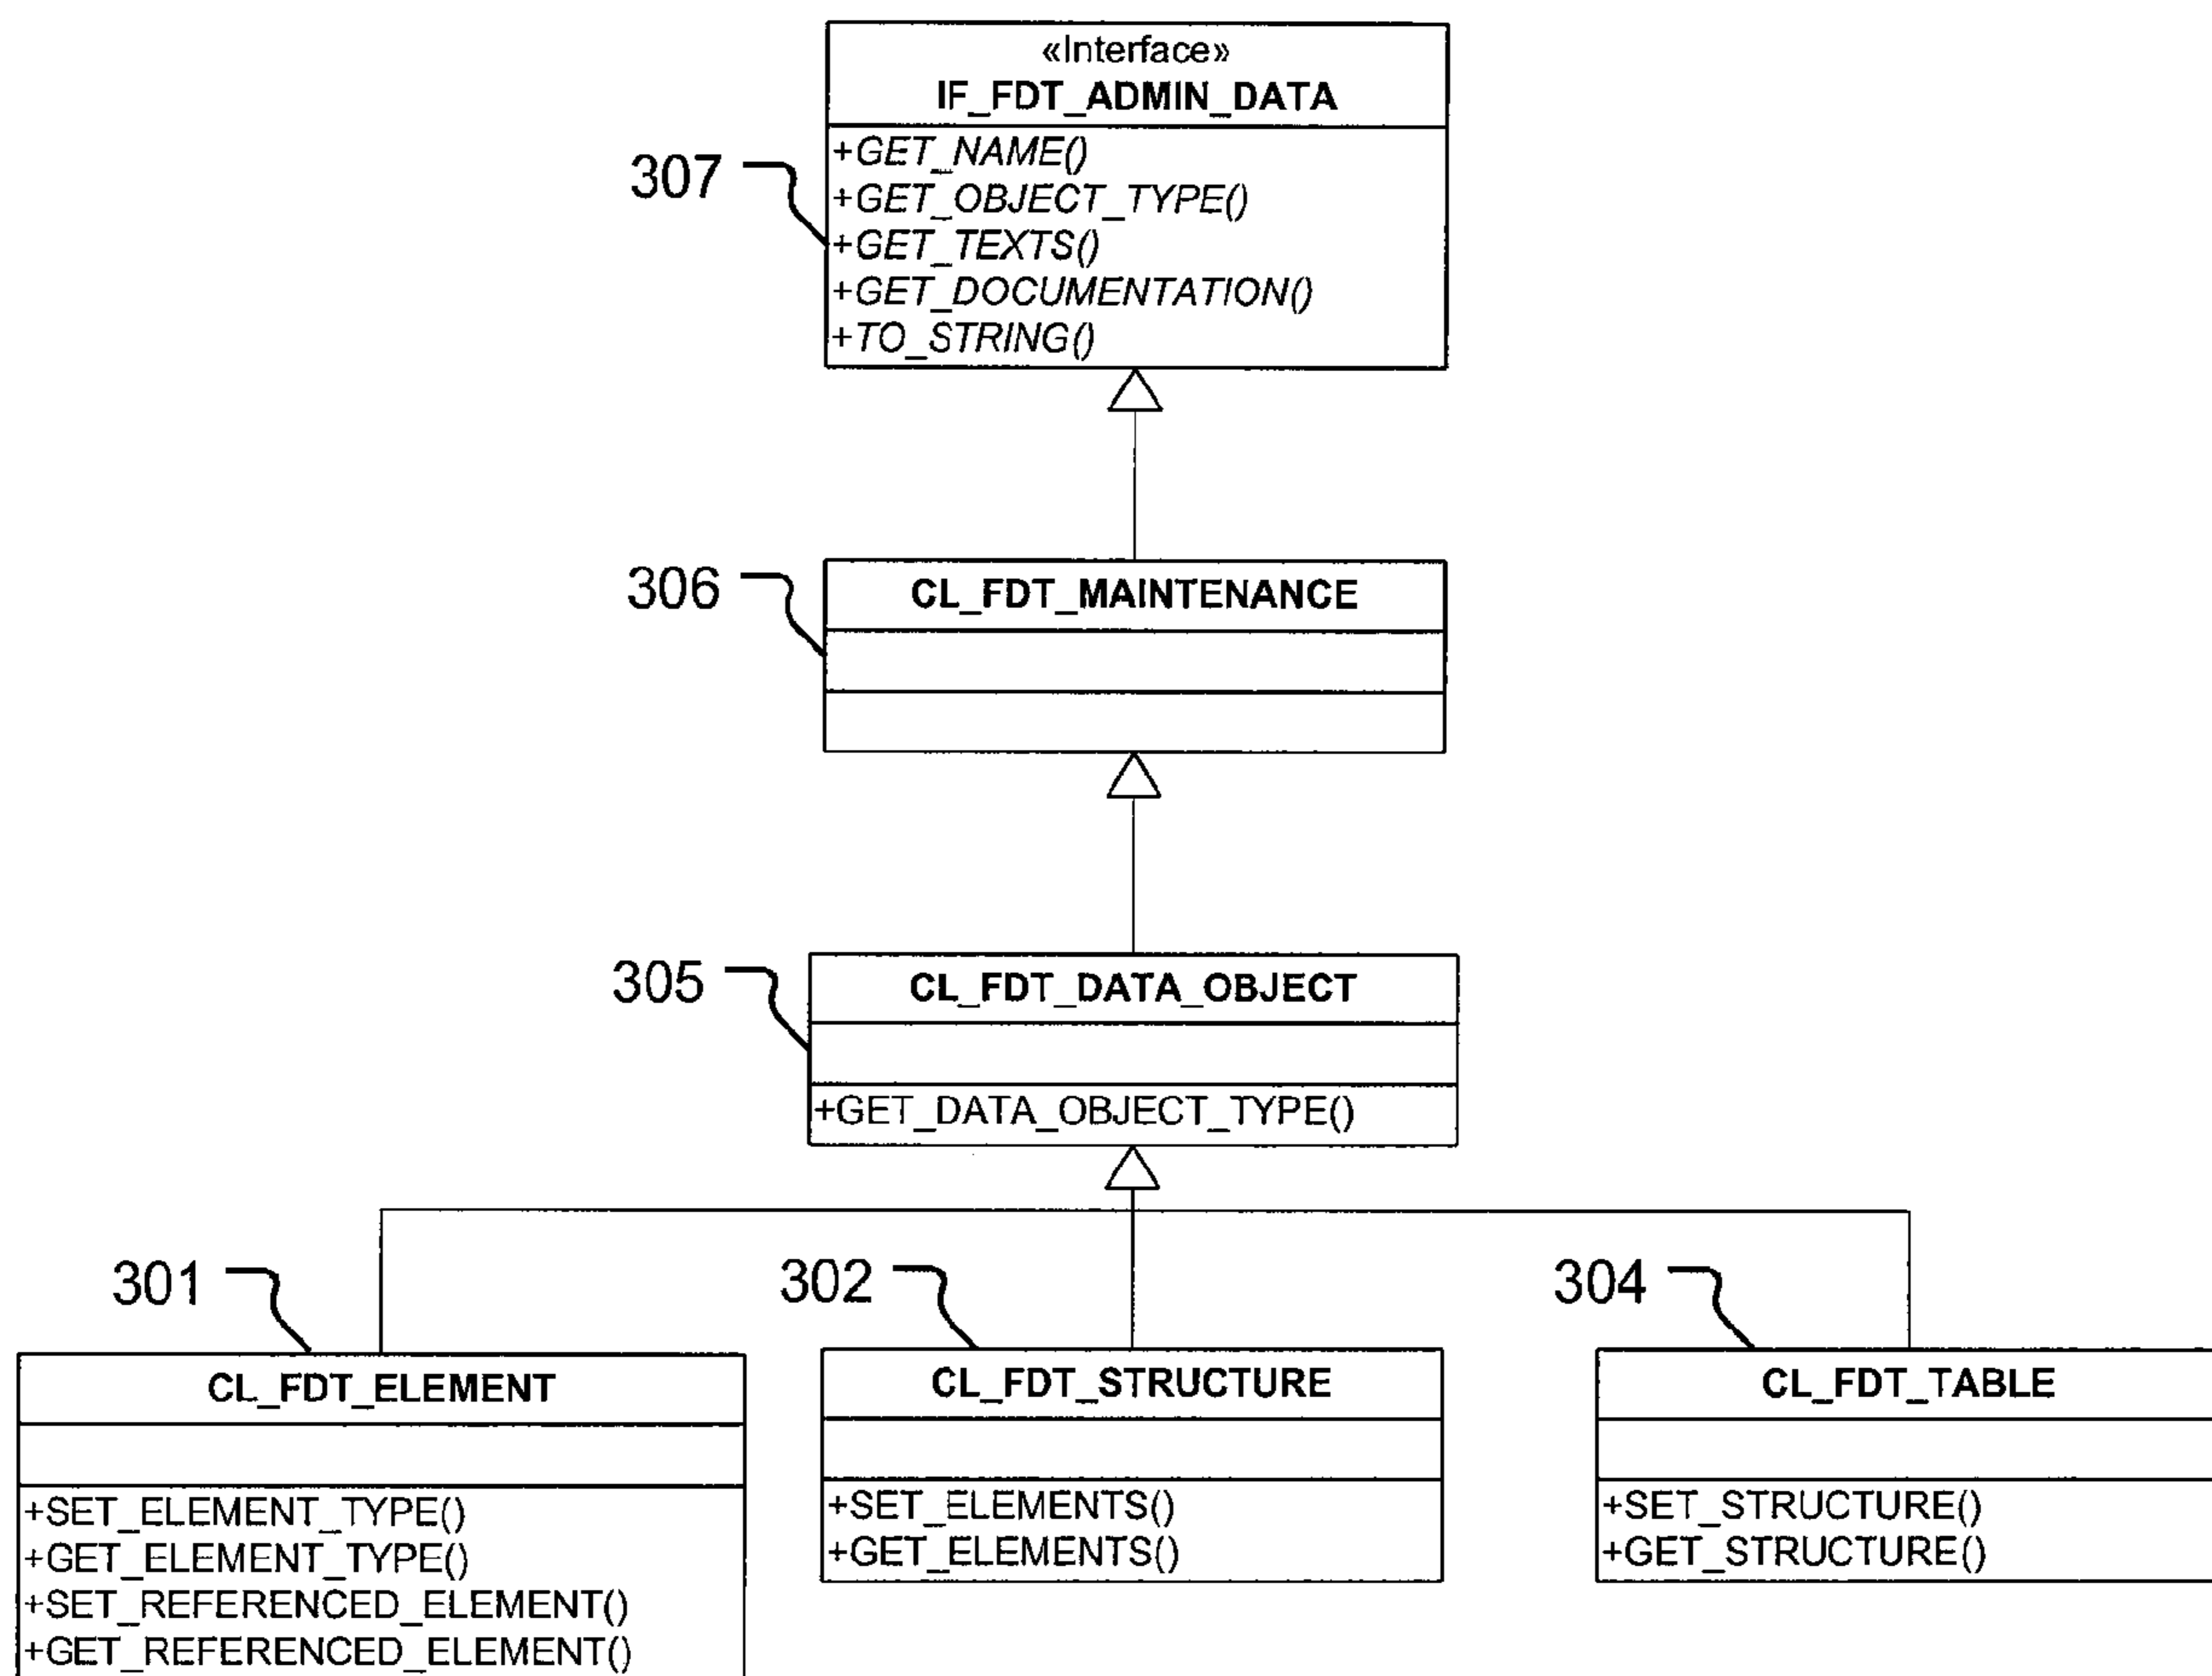 «Interface»
IF_FDT_ADMIN_DATA
+GET_NAME()
+GET_OBJECT_TYPE()
+GET_TEXTS()
+GET_DOCUMENTATION()
+TO_STRING()
307
306
CL_FDT_MAINTENANCE
305
CL_FDT_DATA_OBJECT
+GET_DATA_OBJECT_TYPE()
301
CL_FDT_ELEMENT
+SET_ELEMENT_TYPE()
+GET_ELEMENT_TYPE()
+SET_REFERENCED_ELEMENT()
+GET_REFERENCED_ELEMENT()
302
CL_FDT_STRUCTURE
+SET_ELEMENTS()
+GET_ELEMENTS()
304
CL_FDT_TABLE
+SET_STRUCTURE()
+GET_STRUCTURE()